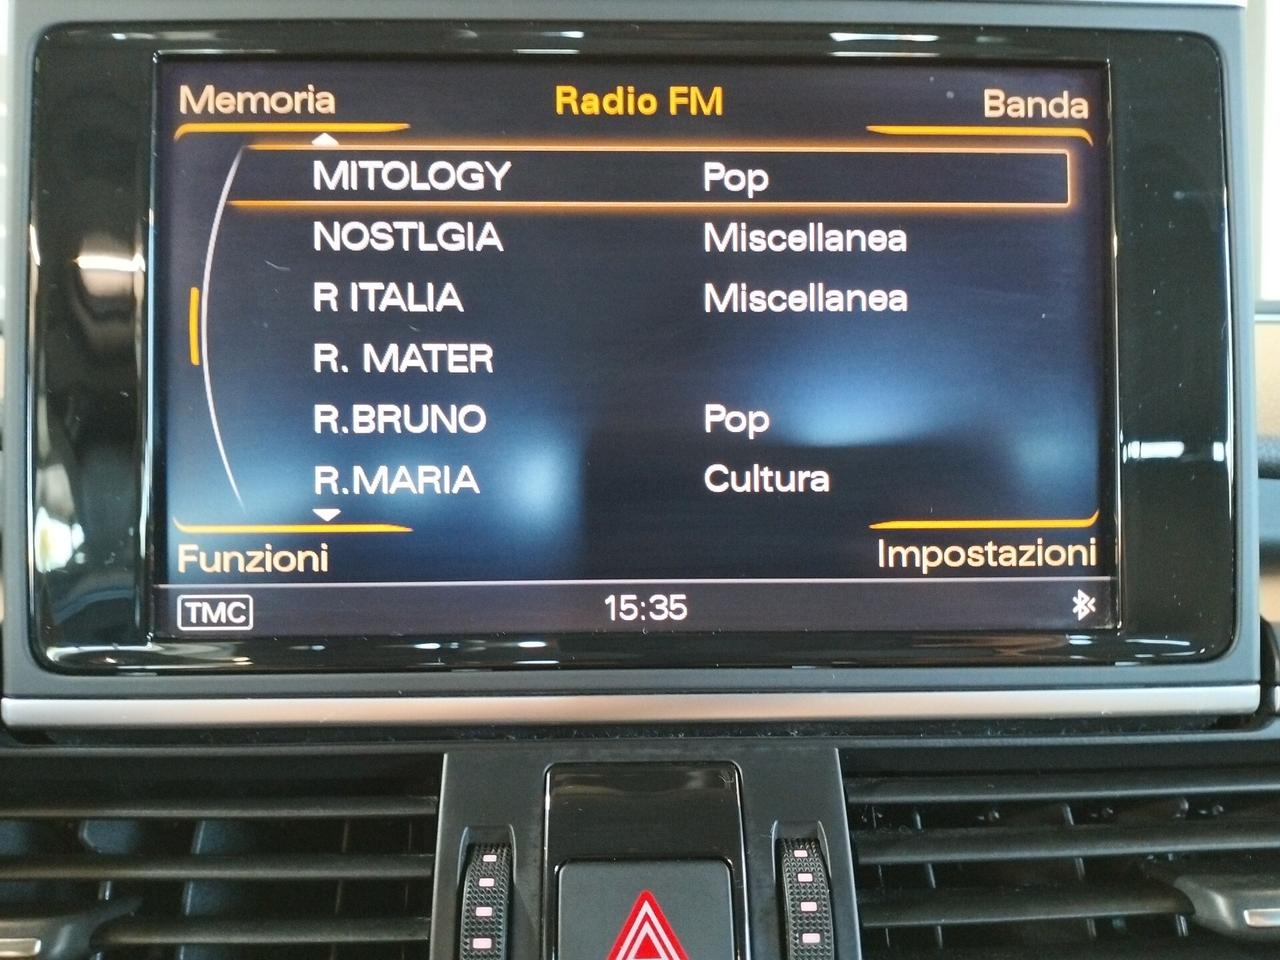 Memoria Radio FM Banda
MITOLOGY Pop
NOSTLGIA Miscellanea
R ITALIA Miscellanea
R. MATER
R.BRUNO Pop
R.MARIA Cultura
Funzioni Impostazioni
TMC 15:35